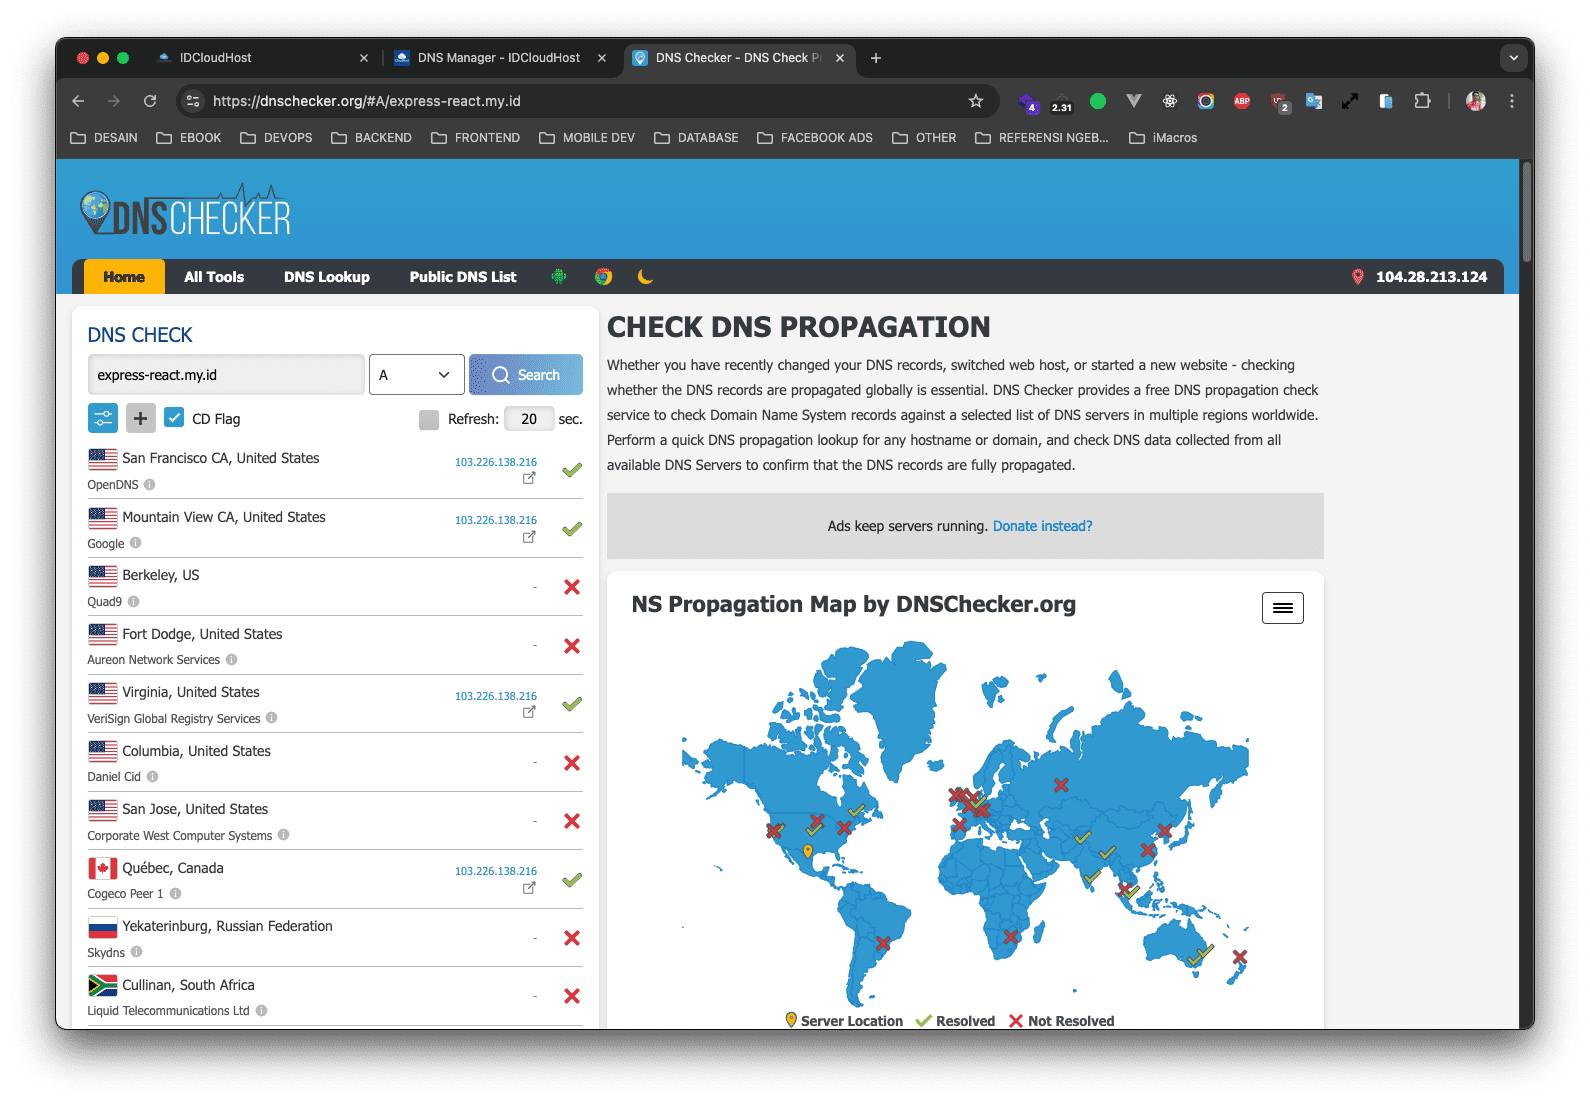 IDCloudHost
DNS Manager - IDCloudHost
DNS Checker - DNS Check P
https://dnschecker.org/#A/express-react.my.id
4
2.31
ABP
2
DESAIN
EBOOK
DEVOPS
BACKEND
FRONTEND
MOBILE DEV
DATABASE
FACEBOOK ADS
OTHER
REFERENSI NGEB...
iMacros
DNSCHECKER
Home
All Tools
DNS Lookup
Public DNS List
104.28.213.124
DNS CHECK
express-react.my.id
A
Search
CD Flag
Refresh: 20 sec.
San Francisco CA, United States
103.226.138.216
OpenDNS
Mountain View CA, United States
103.226.138.216
Google
Berkeley, US
-
Quad9
Fort Dodge, United States
-
Aureon Network Services
Virginia, United States
103.226.138.216
VeriSign Global Registry Services
Columbia, United States
-
Daniel Cid
San Jose, United States
-
Corporate West Computer Systems
Québec, Canada
103.226.138.216
Cogeco Peer 1
Yekaterinburg, Russian Federation
-
Skydns
Cullinan, South Africa
-
Liquid Telecommunications Ltd
CHECK DNS PROPAGATION
Whether you have recently changed your DNS records, switched web host, or started a new website - checking
whether the DNS records are propagated globally is essential. DNS Checker provides a free DNS propagation check
service to check Domain Name System records against a selected list of DNS servers in multiple regions worldwide.
Perform a quick DNS propagation lookup for any hostname or domain, and check DNS data collected from all
available DNS Servers to confirm that the DNS records are fully propagated.
Ads keep servers running. Donate instead?
NS Propagation Map by DNSChecker.org
Server Location
Resolved
Not Resolved